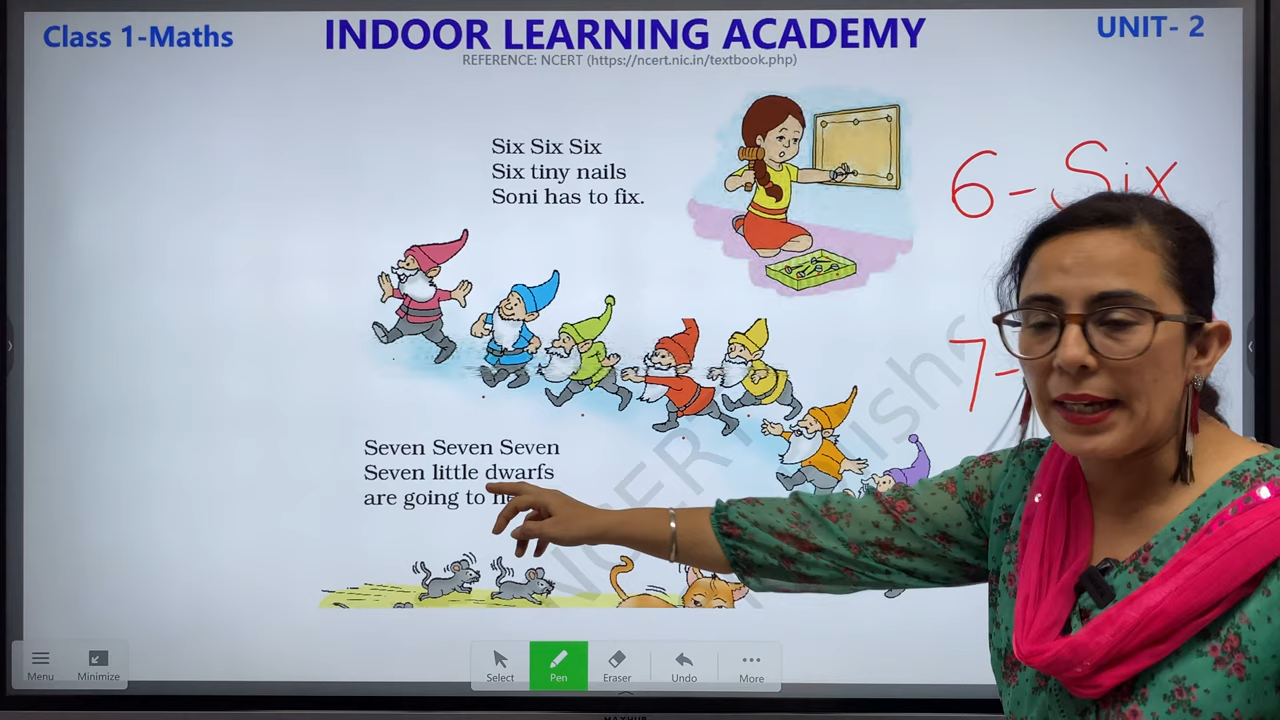 Class 1-Maths
INDOOR LEARNING ACADEMY
UNIT- 2
REFERENCE: NCERT (https://ncert.nic.in/textbook.php)
Six Six Six
Six tiny nails
Soni has to fix.
6-Six
7-
Seven Seven Seven
Seven little dwarfs
are going to
NCERT
Menu
Minimize
Select
Pen
Eraser
Undo
More
MAXHUB